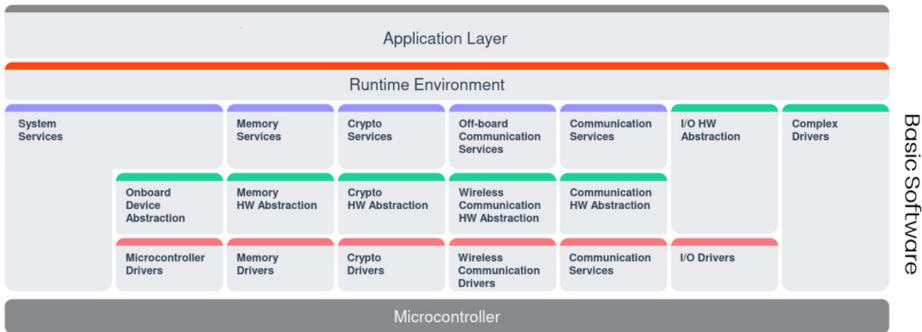 Application Layer
Runtime Environment
System
Services
Memory
Services
Crypto
Services
Off-board
Communication
Services
Communication
Services
I/O HW
Abstraction
Complex
Drivers
Onboard
Device
Abstraction
Memory
HW Abstraction
Crypto
HW Abstraction
Wireless
Communication
HW Abstraction
Communication
HW Abstraction
Microcontroller
Drivers
Memory
Drivers
Crypto
Drivers
Wireless
Communication
Drivers
Communication
Services
I/O Drivers
Microcontroller
Basic Software